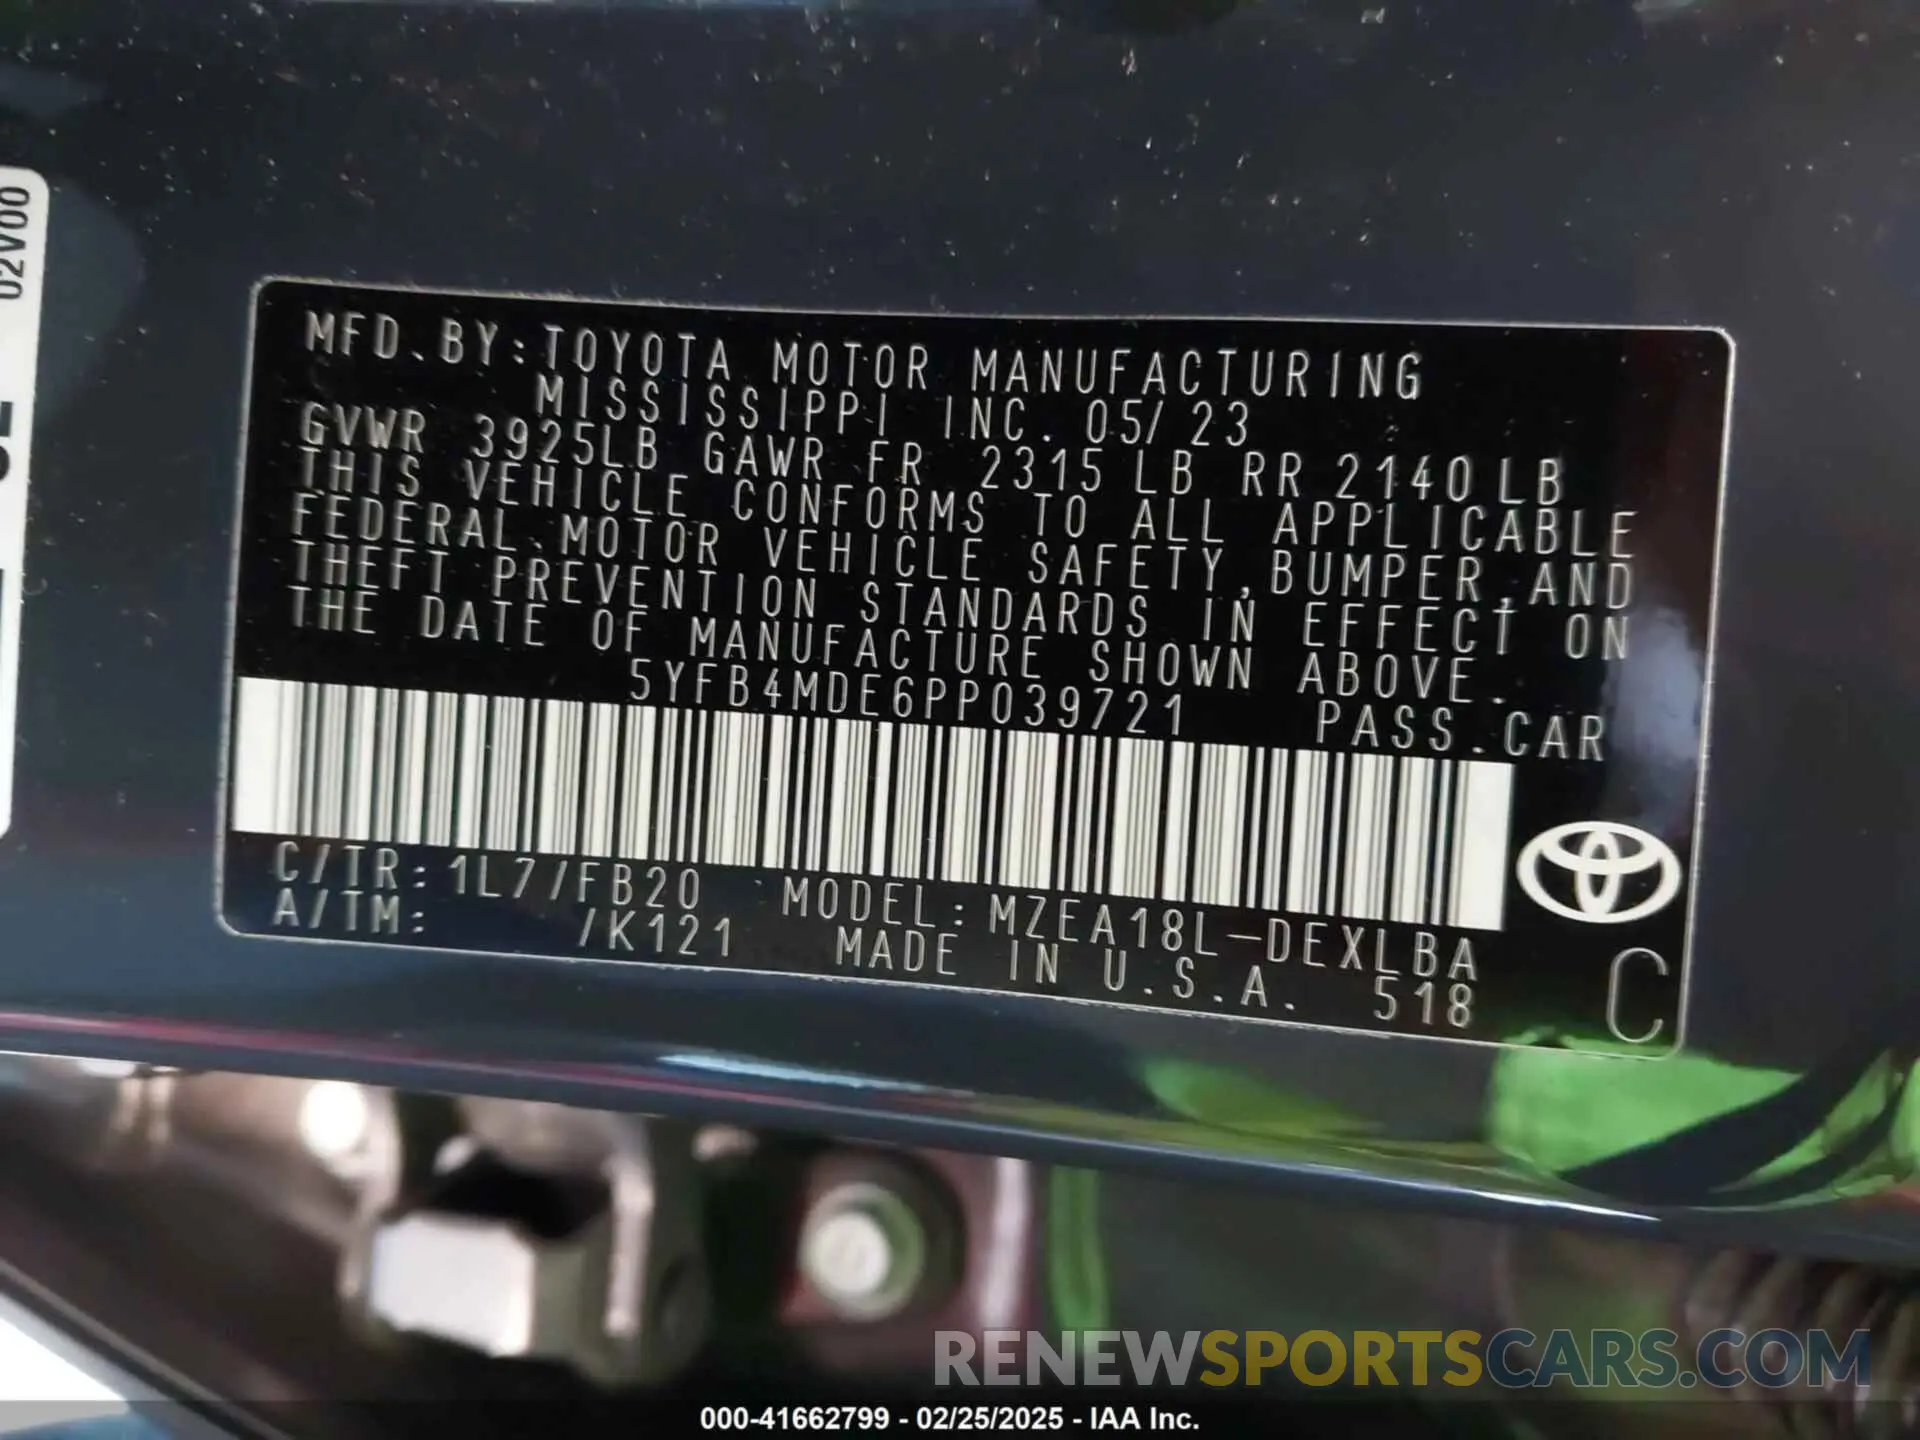 02V00
MFD.BY:TOYOTA MOTOR MANUFACTURING
MISSISSIPPI INC. 05/23
GVWR 3925LB GAWR FR 2315LB RR 2140LB
THIS VEHICLE CONFORMS TO ALL APPLICABLE
FEDERAL MOTOR VEHICLE SAFETY,BUMPER,AND
THEFT PREVENTION STANDARDS IN EFFECT ON
THE DATE OF MANUFACTURE SHOWN ABOVE.
5YFB4MDE6PP039721 PASS.CAR
C/TR:1L7/FB20 MODEL:MZEA18L-DEXLBA
A/TM: /K121 MADE IN U.S.A. 518
C
RENEWSPORTSCARS.COM
000-41662799 - 02/25/2025 - IAA Inc.